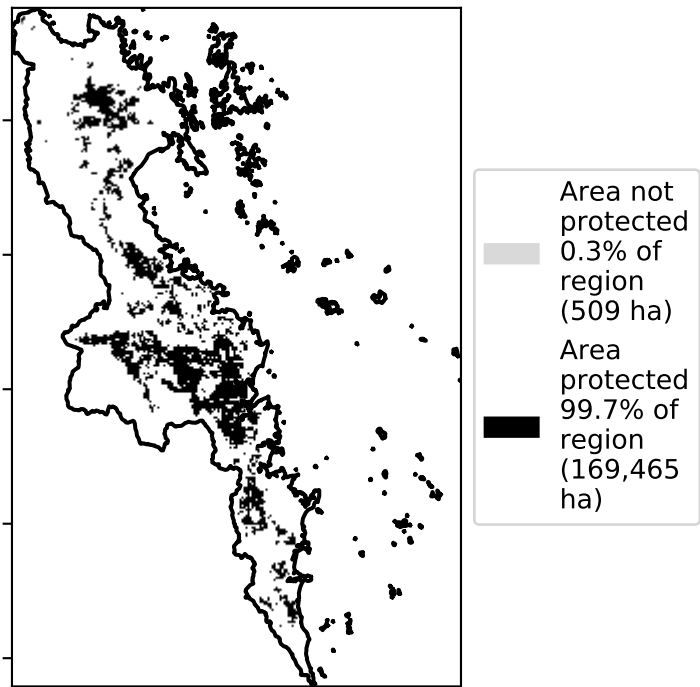 Area not
protected
0.3% of
region
(509 ha)
Area
protected
99.7% of
region
(169,465
ha)